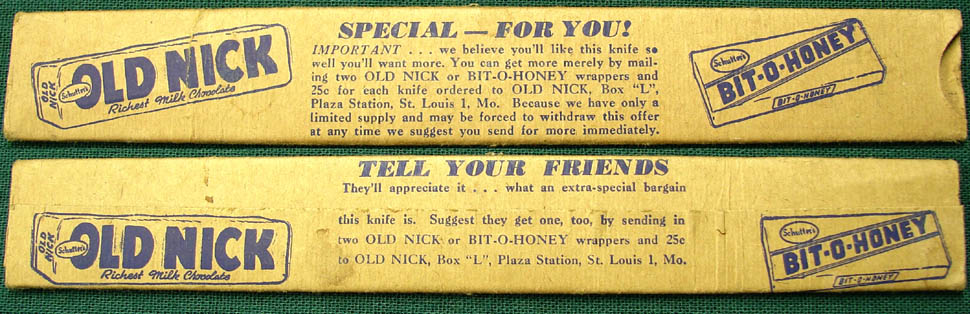 SPECIAL — FOR YOU!
IMPORTANT . . . we believe you'll like this knife so
well you'll want more. You can get more merely by mail-
ing two OLD NICK or BIT-O-HONEY wrappers and
25c for each knife ordered to OLD NICK, Box "L",
Plaza Station, St. Louis 1, Mo. Because we have only a
limited supply and may be forced to withdraw this offer
at any time we suggest you send for more immediately.
OLD NICK
Schutter's
OLD NICK
Richest Milk Chocolate
Schutter's
BIT-O-HONEY
BIT-O-HONEY
TELL YOUR FRIENDS
They'll appreciate it . . . what an extra-special bargain
this knife is. Suggest they get one, too, by sending in
two OLD NICK or BIT-O-HONEY wrappers and 25c
to OLD NICK, Box "L", Plaza Station, St. Louis 1, Mo.
OLD NICK
Schutter's
OLD NICK
Richest Milk Chocolate
Schutter's
BIT-O-HONEY
BIT-O-HONEY